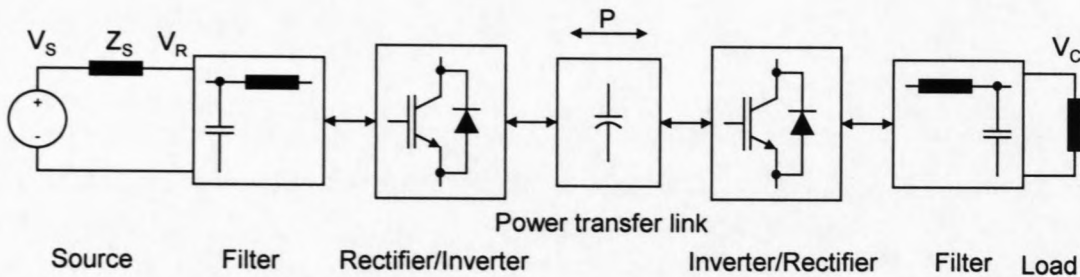 P
V_S Z_S V_R V_C
+
-
Power transfer link
Source Filter Rectifier/Inverter Inverter/Rectifier Filter Load